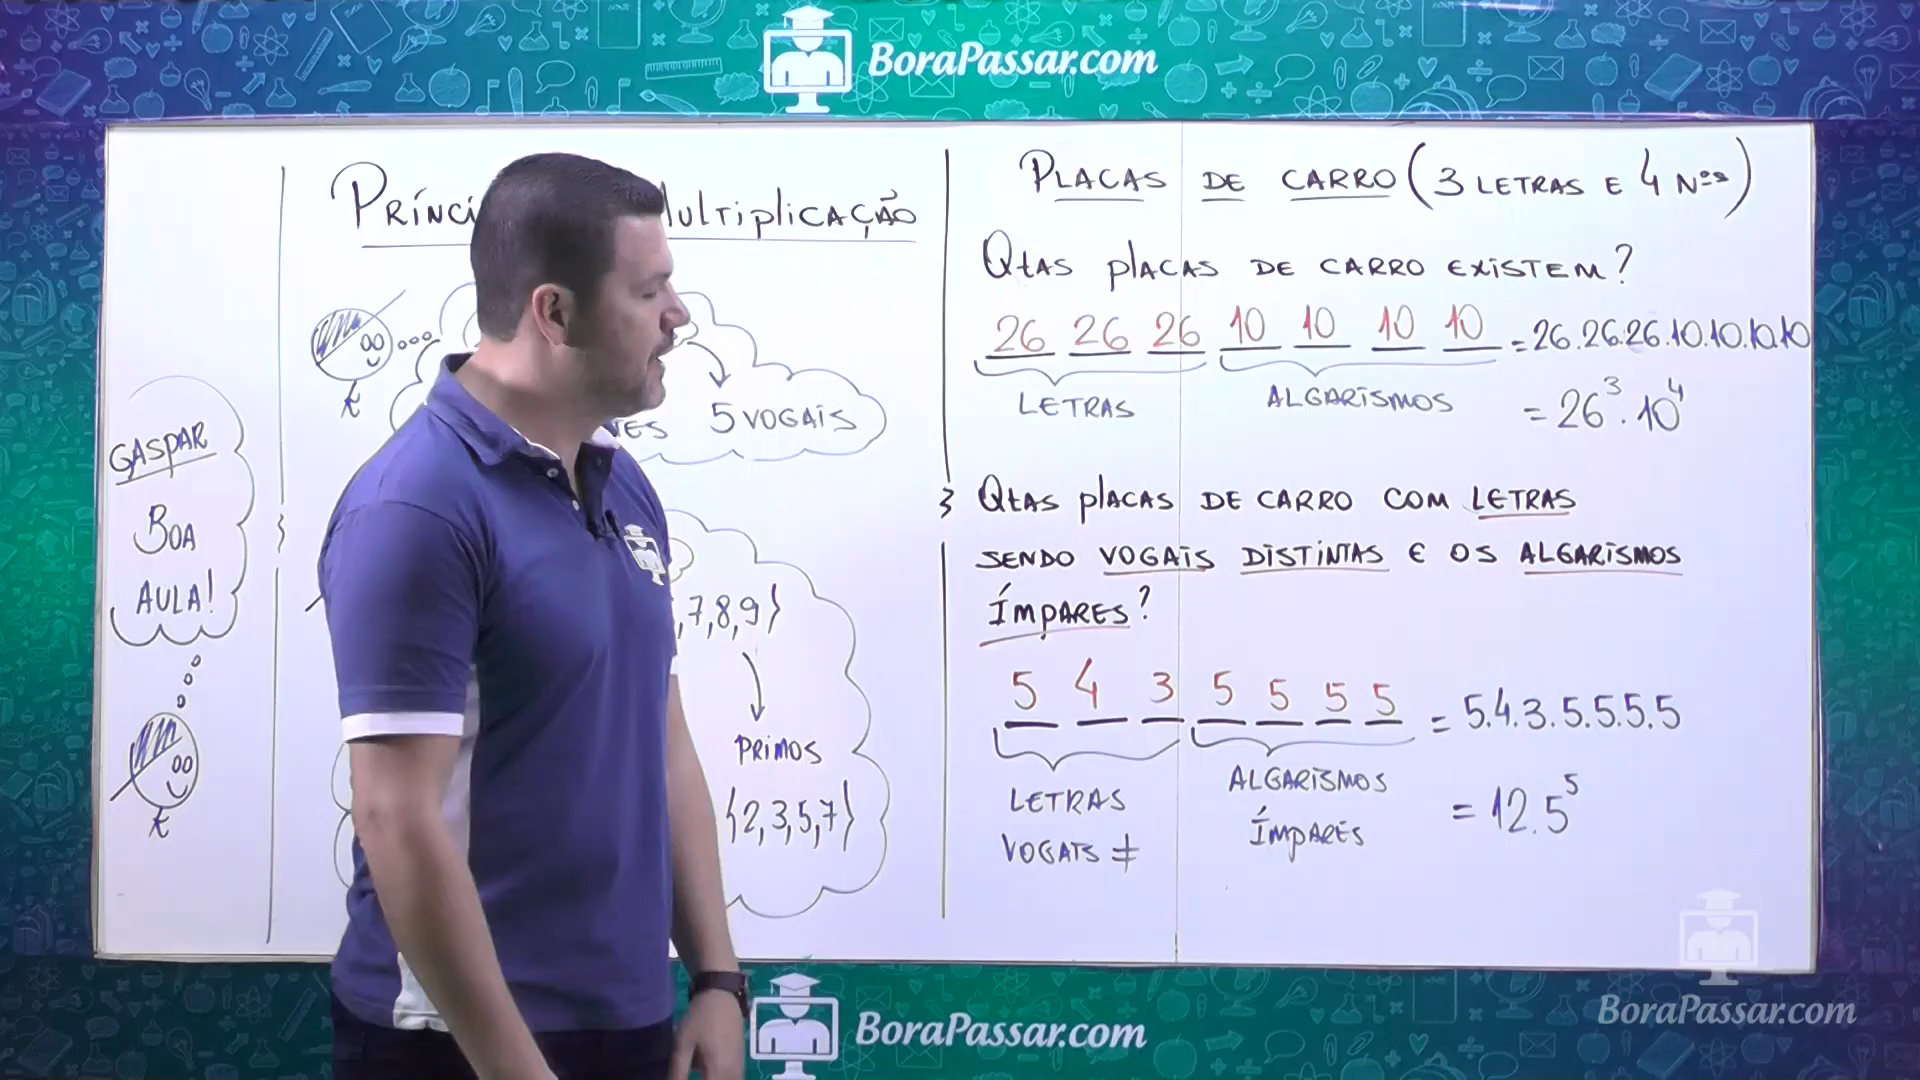 BoraPassar.com
GASPAR
BOA
AULA!
MULTIPLICAÇÃO
5 VOGAIS
,7,8,9}
PRIMOS
{2,3,5,7}
PLACAS DE CARRO (3 LETRAS E 4 Nºs)
QtAS PLACAS DE CARRO EXISTEM?
26 26 26 10 10 10 10 = 26.26.26.10.10.10.10
LETRAS ALGARISMOS = 26³.10⁴
QtAS PLACAS DE CARRO COM LETRAS
SENDO VOGAIS DISTINTAS E OS ALGARISMOS
ÍMPARES?
5 4 3 5 5 5 5 = 5.4.3.5.5.5.5
LETRAS
VOGAIS ≠
ALGARISMOS
ÍMPARES
= 12.5⁵
BoraPassar.com
BoraPassar.com